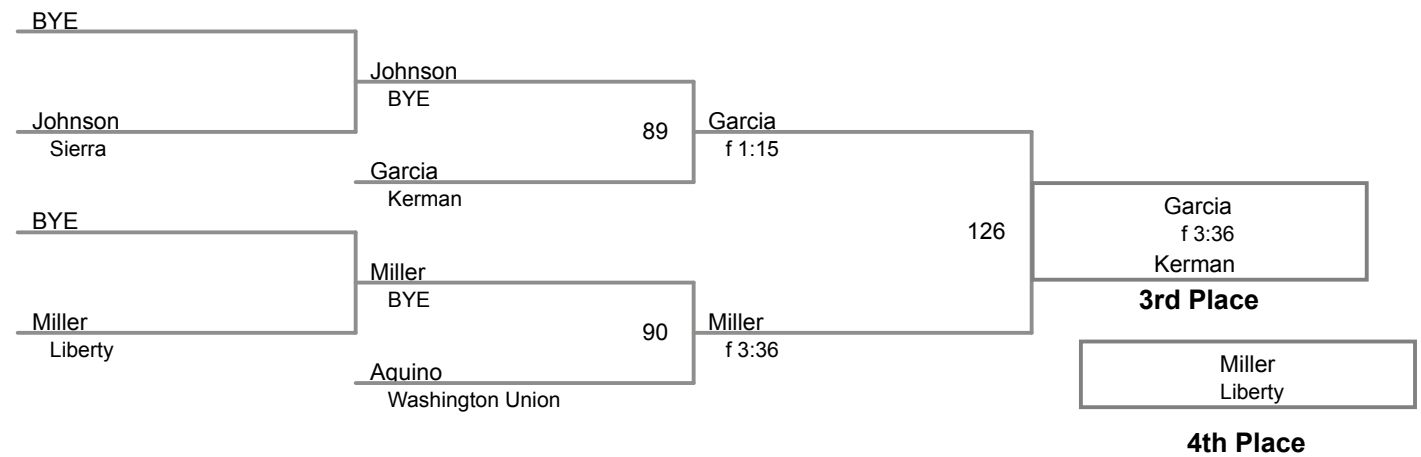 BYE
Johnson
Sierra
BYE
Miller
Liberty
Johnson
BYE
Garcia
Kerman
Miller
BYE
Aquino
Washington Union
89
90
Garcia
f 1:15
Miller
f 3:36
126
Garcia
f 3:36
Kerman
3rd Place
Miller
Liberty
4th Place